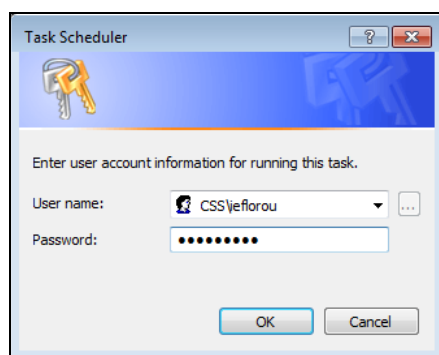 Task Scheduler
Enter user account information for running this task.
User name: CSS\jeflorou ...
Password: •••••••••
OK Cancel